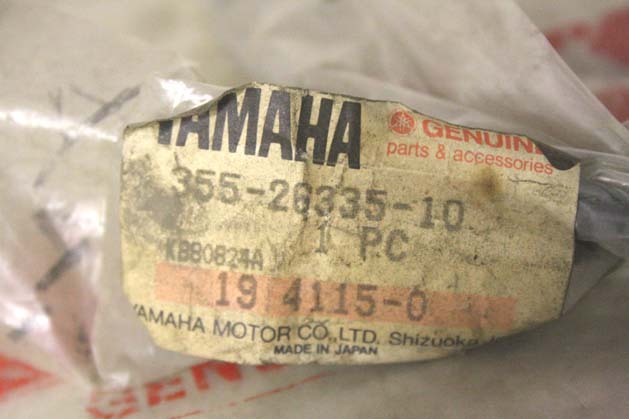 YAMAHA
GENUINE
parts & accessories
355-26335-10
1 PC
KB80824A
19 4115-0
YAMAHA MOTOR CO.,LTD. Shizuoka
MADE IN JAPAN
GEN